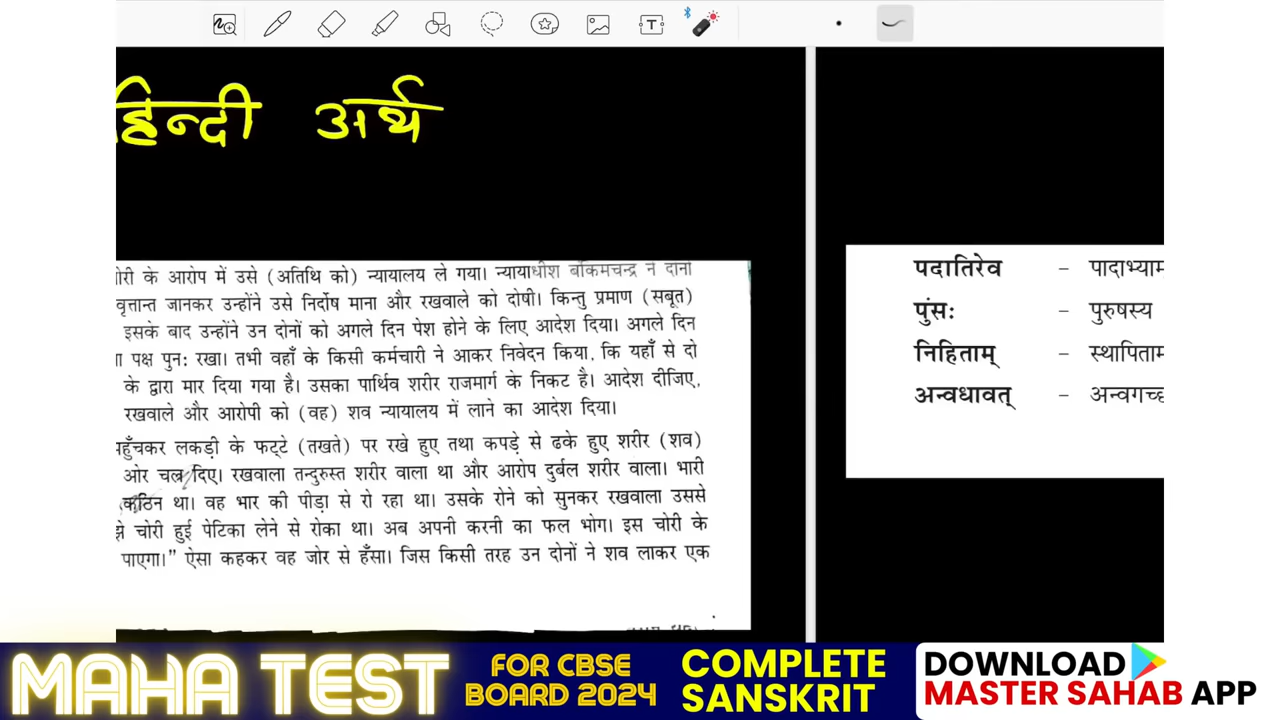 हिन्दी अर्थ
ोरी के आरोप में उसे (अतिथि को) न्यायालय ले गया। न्यायाधीश बंकिमचन्द्र ने दोनों
वृत्तान्त जानकर उन्होंने उसे निर्दोष माना और रखवाले को दोषी। किन्तु प्रमाण (सबूत)
इसके बाद उन्होंने उन दोनों को अगले दिन पेश होने के लिए आदेश दिया। अगले दिन
पक्ष पुनः रखा। तभी वहाँ के किसी कर्मचारी ने आकर निवेदन किया, कि यहाँ से दो
के द्वारा मार दिया गया है। उसका पार्थिव शरीर राजमार्ग के निकट है। आदेश दीजिए,
रखवाले और आरोपी को (वह) शव न्यायालय में लाने का आदेश दिया।
पहुँचकर लकड़ी के फट्टे (तखते) पर रखे हुए तथा कपड़े से ढके हुए शरीर (शव)
ओर चल दिए। रखवाला तन्दुरुस्त शरीर वाला था और आरोप दुर्बल शरीर वाला। भारी
कठिन था। वह भार की पीड़ा से रो रहा था। उसके रोने को सुनकर रखवाला उससे
झे चोरी हुई पेटिका लेने से रोका था। अब अपनी करनी का फल भोग। इस चोरी के
पाएगा।” ऐसा कहकर वह जोर से हँसा। जिस किसी तरह उन दोनों ने शव लाकर एक
पदातिरेव – पादाभ्याम
पुंसः – पुरुषस्य
निहिताम् – स्थापिताम
अन्वधावत् – अन्वगच्छ
MAHA TEST
FOR CBSE
BOARD 2024
COMPLETE
SANSKRIT
DOWNLOAD
MASTER SAHAB APP